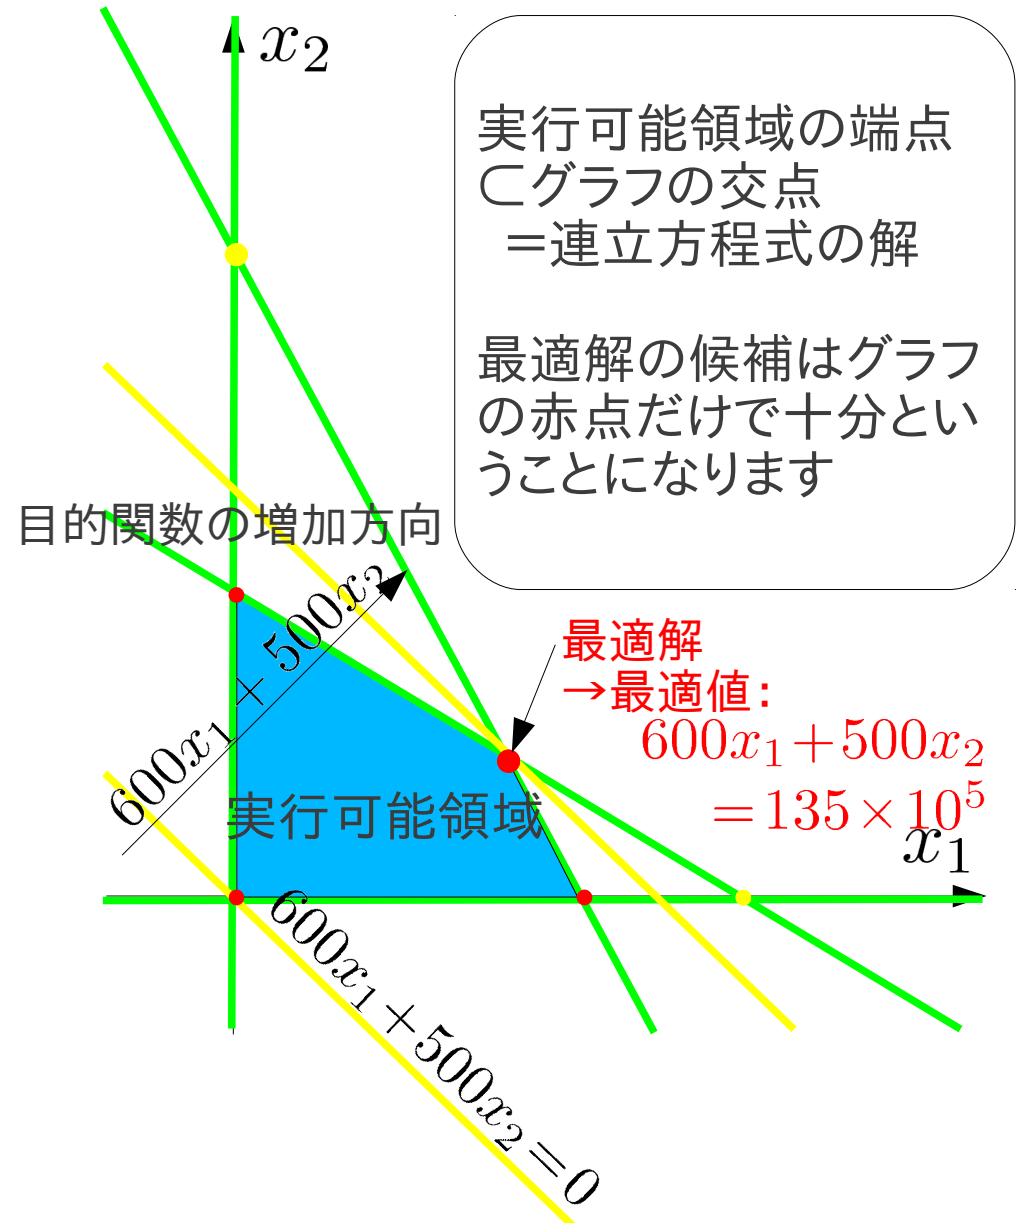 x₂
実行可能領域の端点
⊂グラフの交点
＝連立方程式の解
最適解の候補はグラフ
の赤点だけで十分とい
うことになります
目的関数の増加方向
600x₁+500x₂
最適解
→最適値:
600x₁+500x₂
=135×10⁵
実行可能領域
x₁
600x₁+500x₂=0